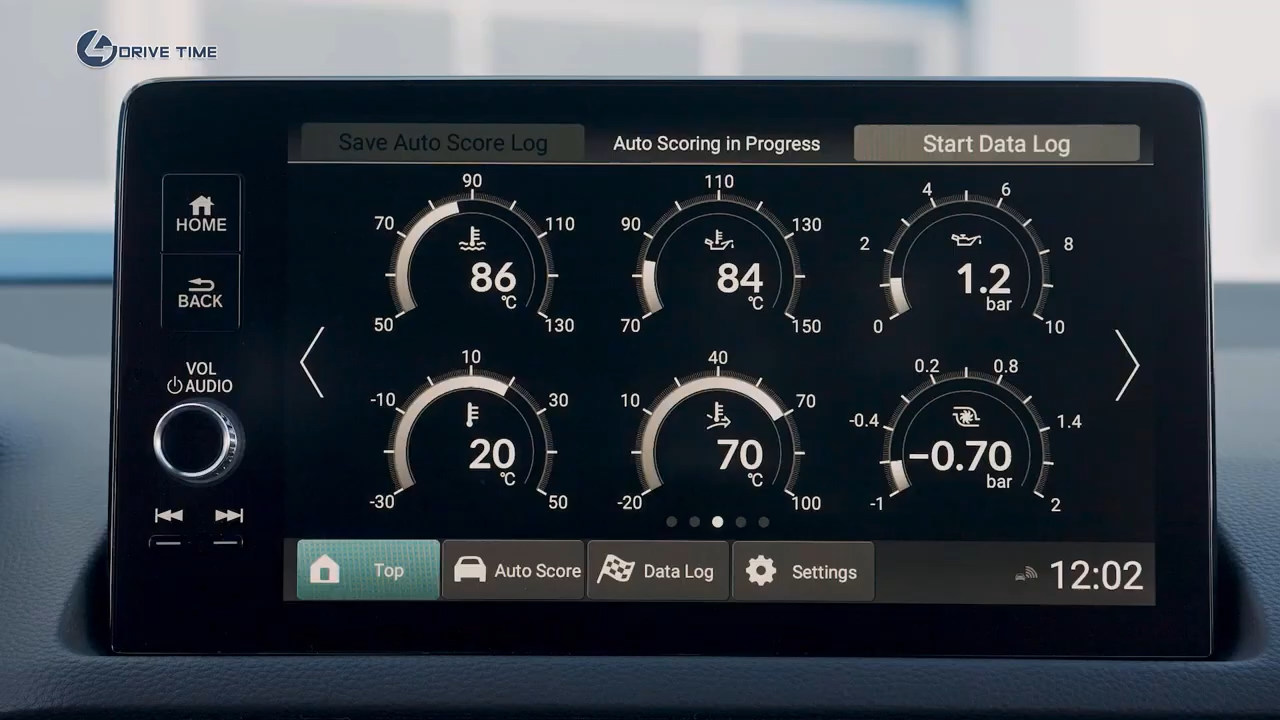 DRIVE TIME
Save Auto Score Log
Auto Scoring in Progress
Start Data Log
HOME
BACK
VOL
AUDIO
50
70
90
110
130
86
°C
70
90
110
130
150
84
°C
0
2
4
6
8
10
1.2
bar
-30
-10
10
30
50
20
°C
-20
10
40
70
100
70
°C
-1
-0.4
0.2
0.8
1.4
2
−0.70
bar
Top
Auto Score
Data Log
Settings
12:02